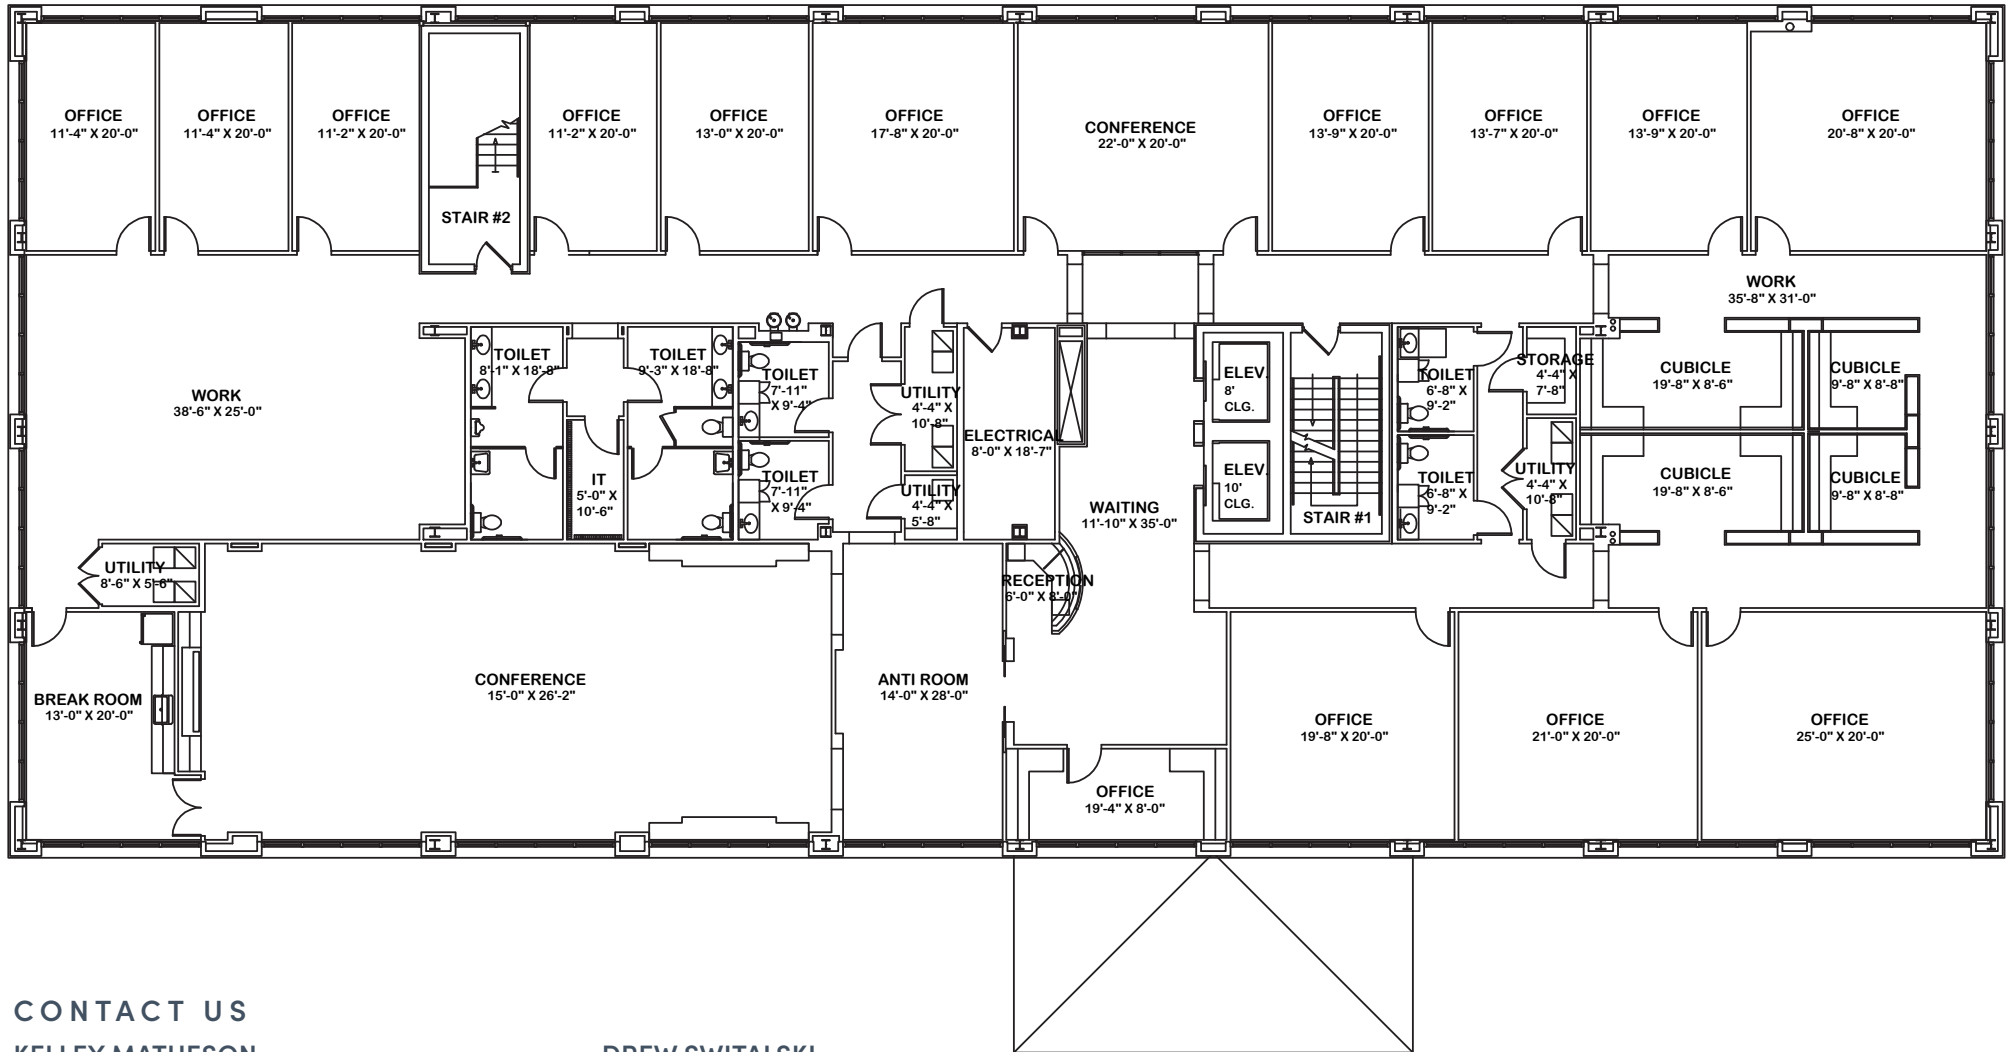 OFFICE
11'-4" X 20'-0"
OFFICE
11'-4" X 20'-0"
OFFICE
11'-2" X 20'-0"
STAIR #2
OFFICE
11'-2" X 20'-0"
OFFICE
13'-0" X 20'-0"
OFFICE
17'-8" X 20'-0"
CONFERENCE
22'-0" X 20'-0"
OFFICE
13'-9" X 20'-0"
OFFICE
13'-7" X 20'-0"
OFFICE
13'-9" X 20'-0"
OFFICE
20'-8" X 20'-0"
WORK
35'-8" X 31'-0"
WORK
38'-6" X 25'-0"
TOILET
8'-1" X 18'-8"
TOILET
9'-3" X 18'-8"
TOILET
7'-11"
X 9'-4"
UTILITY
4'-4" X
10'-8"
ELECTRICAL
8'-0" X 18'-7"
ELEV.
8'
CLG.
TOILET
6'-8" X
9'-2"
STORAGE
4'-4" X
7'-8"
CUBICLE
19'-8" X 8'-6"
CUBICLE
9'-8" X 8'-8"
IT
5'-0" X
10'-6"
TOILET
7'-11"
X 9'-4"
UTILITY
4'-4" X
5'-8"
WAITING
11'-10" X 35'-0"
ELEV.
10'
CLG.
STAIR #1
TOILET
6'-8" X
9'-2"
UTILITY
4'-4" X
10'-8"
CUBICLE
19'-8" X 8'-6"
CUBICLE
9'-8" X 8'-8"
UTILITY
8'-6" X 5'-6"
RECEPTION
6'-0" X 8'-0"
BREAK ROOM
13'-0" X 20'-0"
CONFERENCE
15'-0" X 26'-2"
ANTI ROOM
14'-0" X 28'-0"
OFFICE
19'-4" X 8'-0"
OFFICE
19'-8" X 20'-0"
OFFICE
21'-0" X 20'-0"
OFFICE
25'-0" X 20'-0"
CONTACT US
KELLEY MATHESON
DREW SWITALSKI